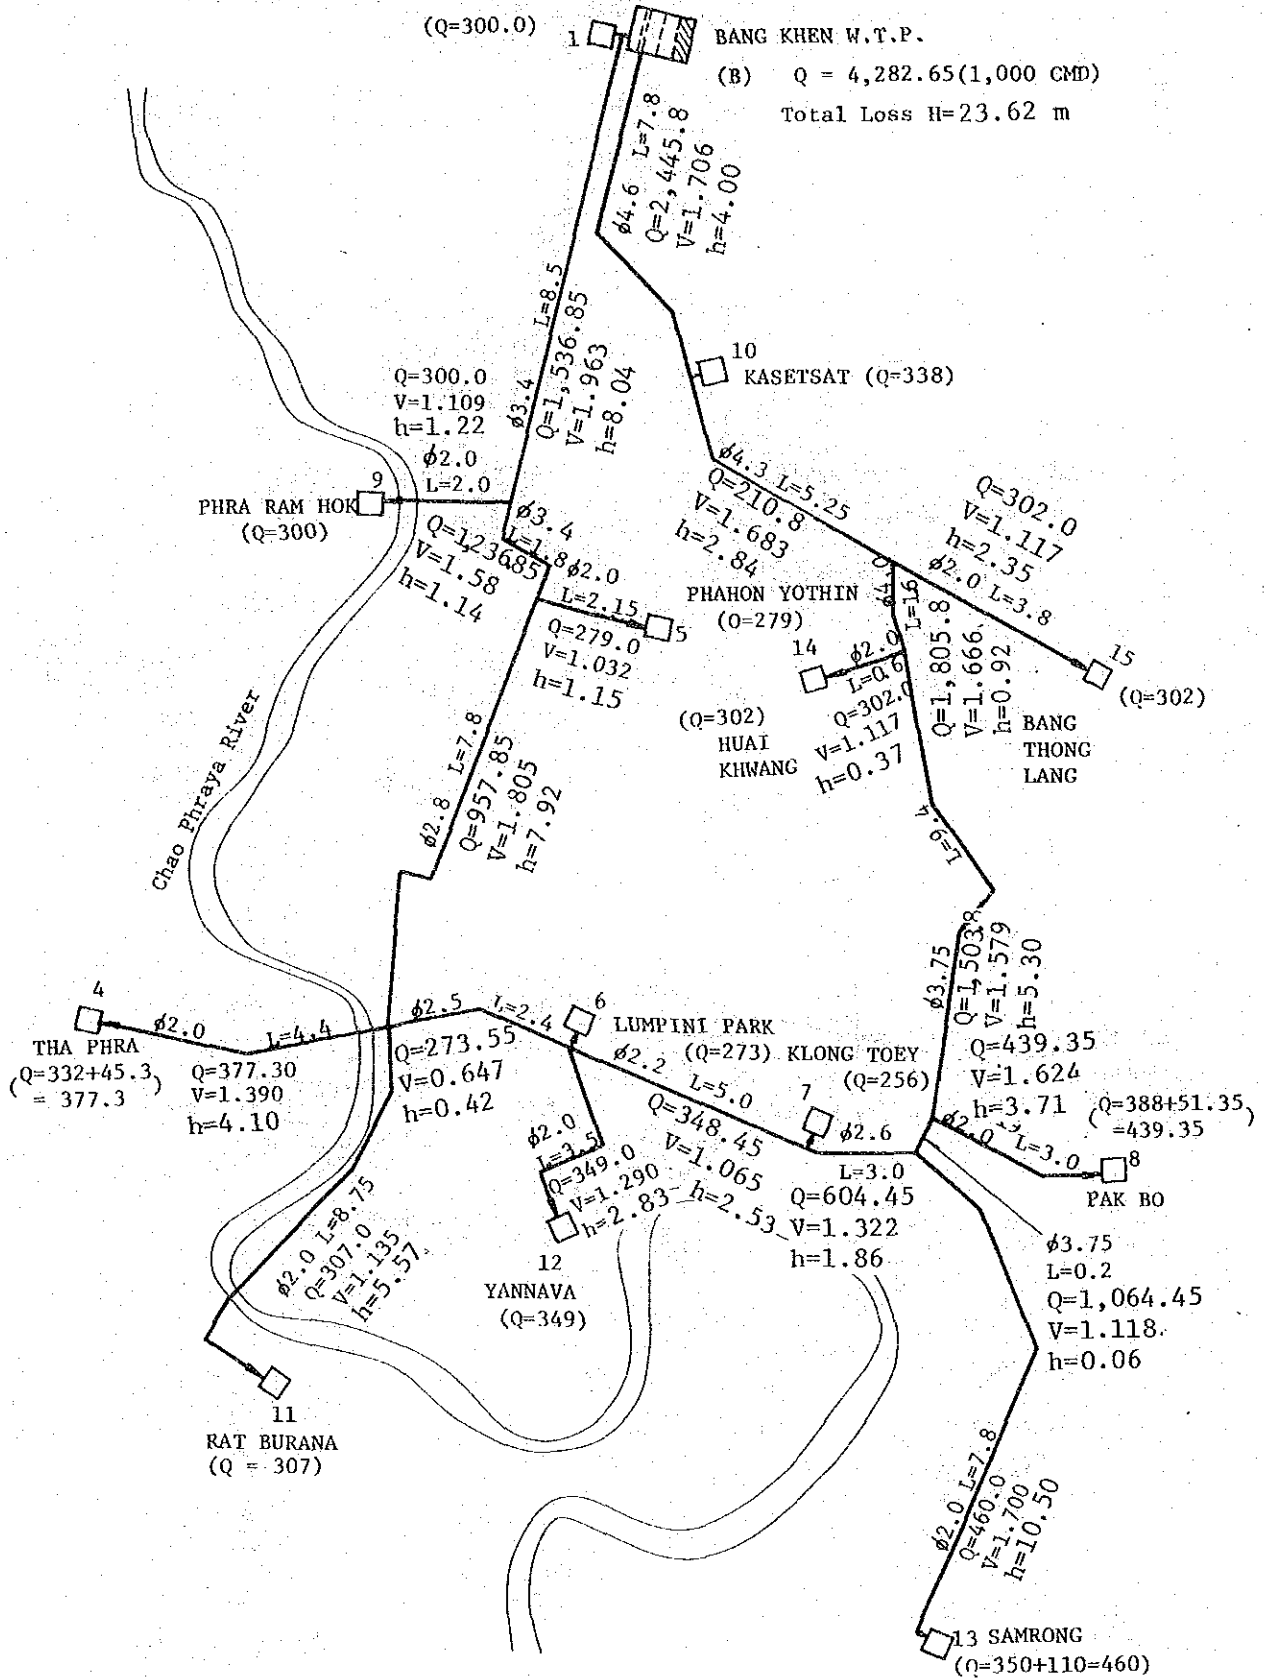 (Q=300.0)
1
BANG KHEN W.T.P.
(B) Q = 4,282.65(1,000 CMD)
Total Loss H=23.62 m
ϕ4.6 L=7.8
Q=2,445.8
V=1.706
h=4.00
ϕ3.4 L=8.5
Q=1,536.85
V=1.963
h=8.04
10
KASETSAT (Q=338)
Q=300.0
V=1.109
h=1.22
ϕ2.0
L=2.0
9
PHRA RAM HOK
(Q=300)
ϕ3.4
L=1.8
Q=1,236.85
V=1.58
h=1.14
ϕ2.0
L=2.15
5
Q=279.0
V=1.032
h=1.15
PHAHON YOTHIN
(Q=279)
ϕ4.3 L=5.25
Q=210.8
V=1.683
h=2.84
Q=302.0
V=1.117
h=2.35
ϕ2.0 L=3.8
15
(Q=302)
BANG
THONG
LANG
ϕ4.0
L=16
Q=1,805.8
V=1.666
h=0.92
14
ϕ2.0
L=0.6
Q=302.0
V=1.117
h=0.37
(Q=302)
HUAI
KHWANG
Chao Phraya River
ϕ2.8 L=7.8
Q=957.85
V=1.805
h=7.92
L=9.4
ϕ3.75
Q=1,503.8
V=1.579
h=5.30
4
THA PHRA
(Q=332+45.3)
= 377.3
ϕ2.0 L=4.4
Q=377.30
V=1.390
h=4.10
ϕ2.5 L=2.4
Q=273.55
V=0.647
h=0.42
6
LUMPINI PARK
(Q=273)
ϕ2.2
L=5.0
Q=348.45
V=1.065
h=2.53
KLONG TOEY
(Q=256)
7
ϕ2.6
L=3.0
Q=604.45
V=1.322
h=1.86
Q=439.35
V=1.624
h=3.71
ϕ2.0 L=3.0
(Q=388+51.35)
=439.35
8
PAK BO
ϕ2.0
L=3.5
Q=349.0
V=1.290
h=2.83
12
YANNAVA
(Q=349)
ϕ3.75
L=0.2
Q=1,064.45
V=1.118
h=0.06
ϕ2.0 L=8.75
Q=307.0
V=1.135
h=5.57
11
RAT BURANA
(Q = 307)
ϕ2.0 L=7.8
Q=460.0
V=1.700
h=10.50
13 SAMRONG
(Q=350+110=460)